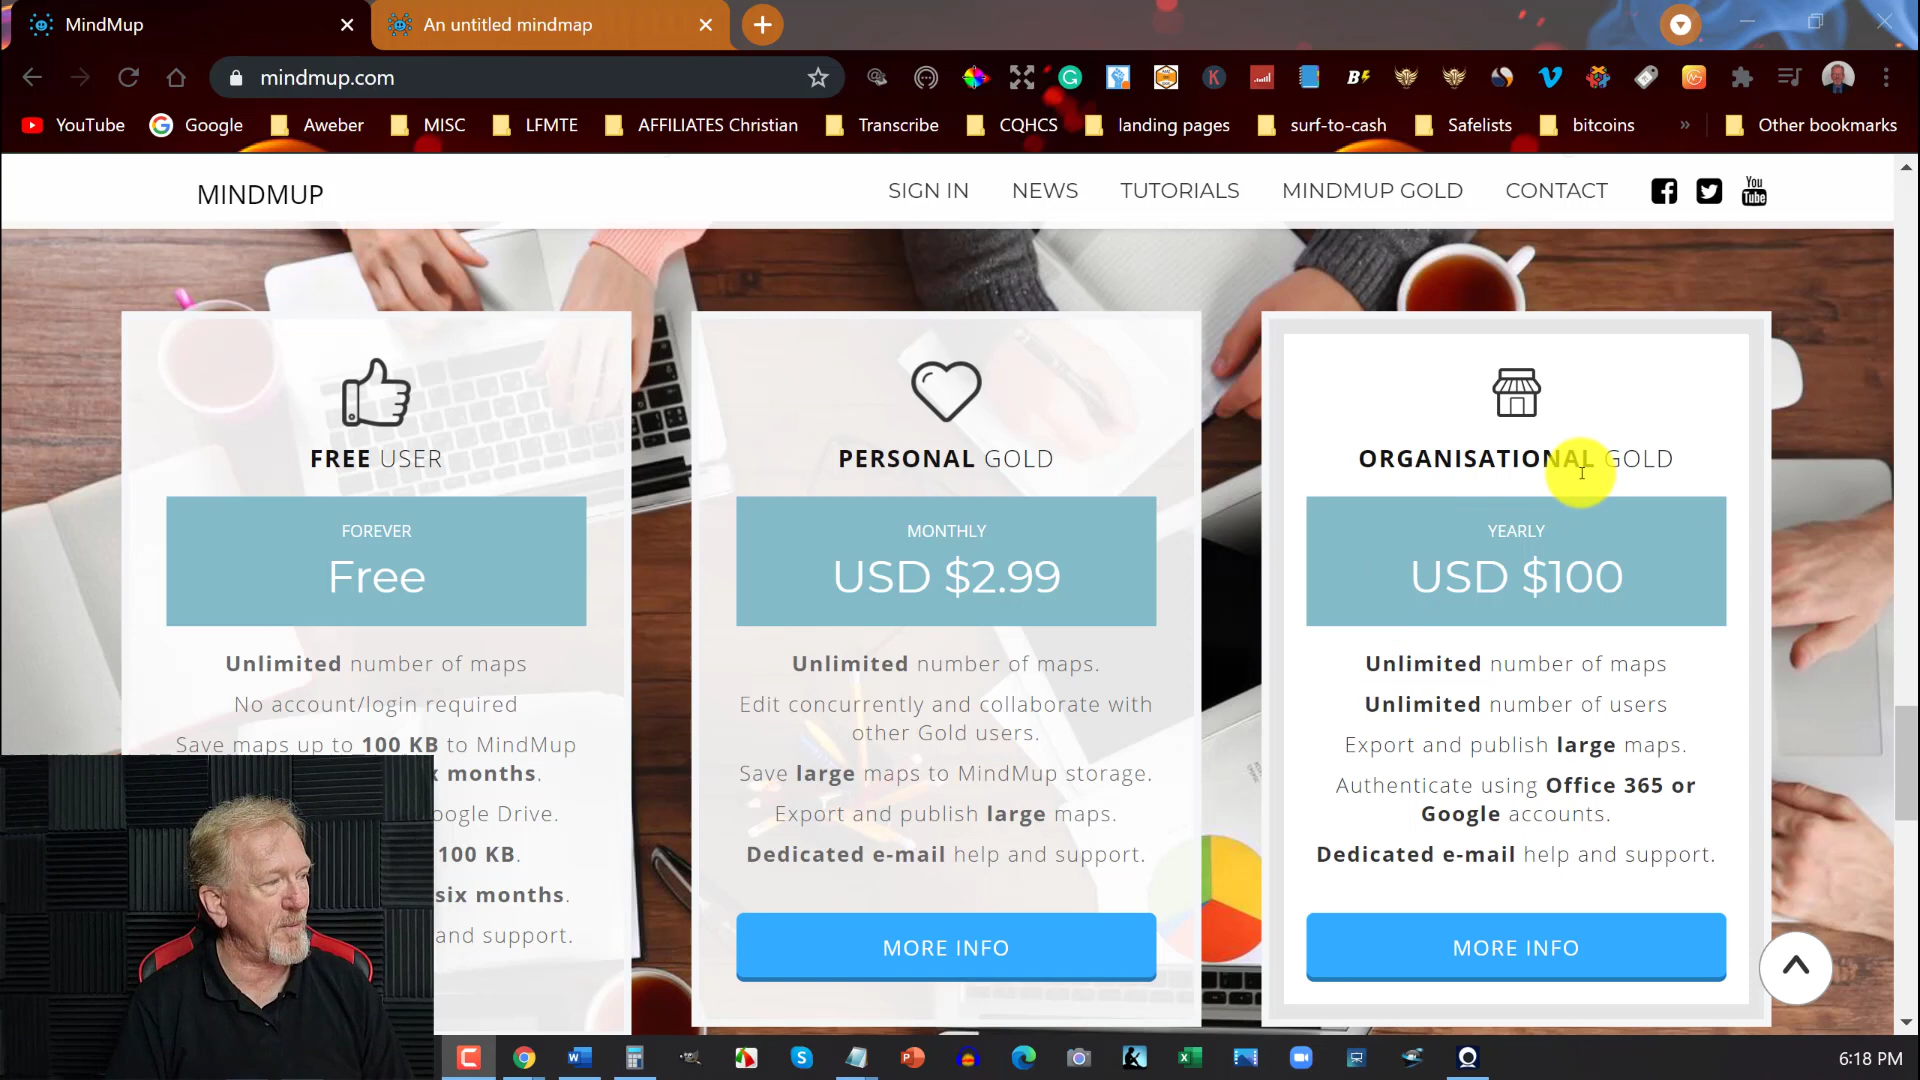 MindMup
An untitled mindmap
mindmup.com
YouTube
Google
Aweber
MISC
LFMTE
AFFILIATES Christian
Transcribe
CQHCS
landing pages
surf-to-cash
Safelists
bitcoins
»
Other bookmarks
MINDMUP
SIGN IN
NEWS
TUTORIALS
MINDMUP GOLD
CONTACT
You
Tube
FREE USER
FOREVER
Free
Unlimited number of maps
No account/login required
Save maps up to 100 KB to MindMup
x months.
oogle Drive.
100 KB.
six months.
and support.
PERSONAL GOLD
MONTHLY
USD $2.99
Unlimited number of maps.
Edit concurrently and collaborate with
other Gold users.
Save large maps to MindMup storage.
Export and publish large maps.
Dedicated e-mail help and support.
MORE INFO
ORGANISATIONAL GOLD
YEARLY
USD $100
Unlimited number of maps
Unlimited number of users
Export and publish large maps.
Authenticate using Office 365 or
Google accounts.
Dedicated e-mail help and support.
MORE INFO
6:18 PM